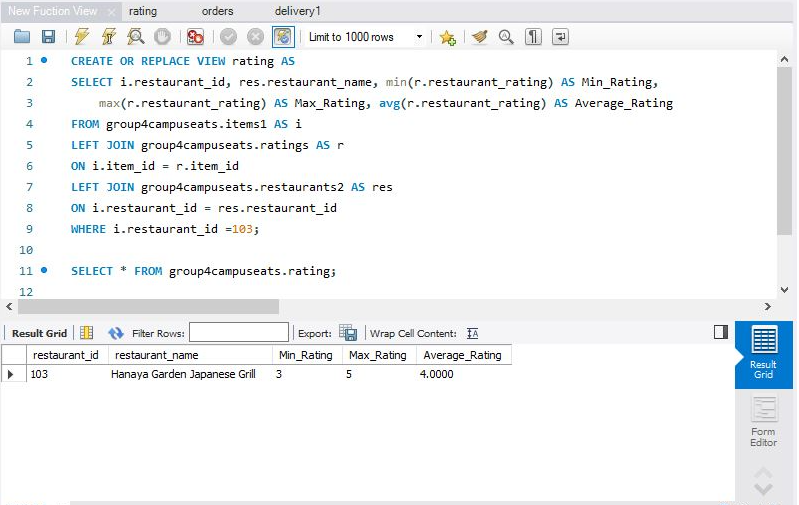 New Fuction View rating orders delivery1
Limit to 1000 rows
1 CREATE OR REPLACE VIEW rating AS
2 SELECT i.restaurant_id, res.restaurant_name, min(r.restaurant_rating) AS Min_Rating,
3 max(r.restaurant_rating) AS Max_Rating, avg(r.restaurant_rating) AS Average_Rating
4 FROM group4campuseats.items1 AS i
5 LEFT JOIN group4campuseats.ratings AS r
6 ON i.item_id = r.item_id
7 LEFT JOIN group4campuseats.restaurants2 AS res
8 ON i.restaurant_id = res.restaurant_id
9 WHERE i.restaurant_id =103;
10
11 SELECT * FROM group4campuseats.rating;
12
Result Grid Filter Rows: Export: Wrap Cell Content:
restaurant_id restaurant_name Min_Rating Max_Rating Average_Rating
103 Hanaya Garden Japanese Grill 3 5 4.0000
Result
Grid
Form
Editor